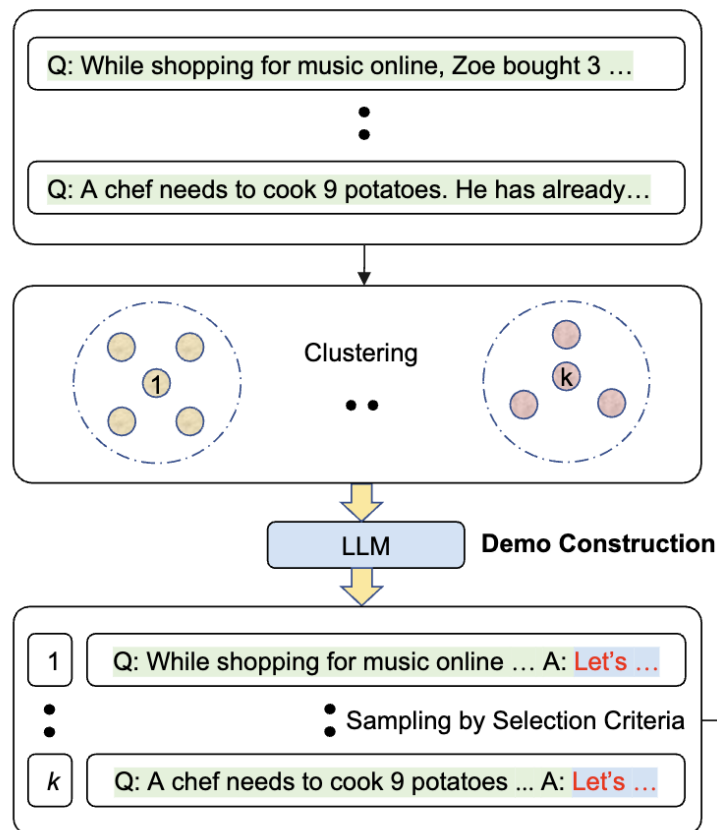 Q: While shopping for music online, Zoe bought 3 …
Q: A chef needs to cook 9 potatoes. He has already…
Clustering
1
k
LLM
Demo Construction
1
Q: While shopping for music online … A: Let's …
Sampling by Selection Criteria
k
Q: A chef needs to cook 9 potatoes ... A: Let's …